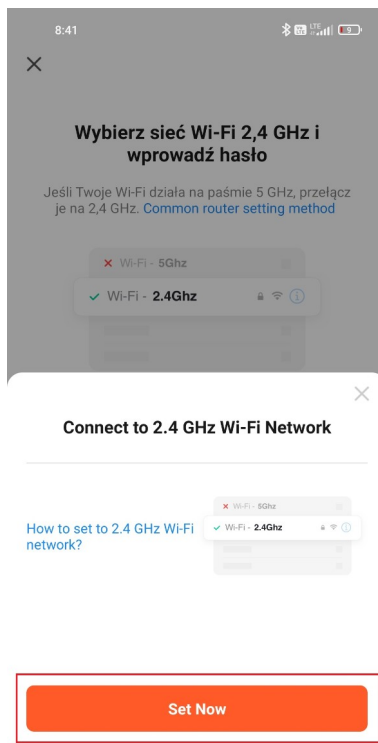 8:41
LTE
9
Wybierz sieć Wi-Fi 2,4 GHz i
wprowadź hasło
Jeśli Twoje Wi-Fi działa na paśmie 5 GHz, przełącz
je na 2,4 GHz. Common router setting method
Wi-Fi - 5Ghz
Wi-Fi - 2.4Ghz
Connect to 2.4 GHz Wi-Fi Network
Wi-Fi - 5Ghz
How to set to 2.4 GHz Wi-Fi
network?
Wi-Fi - 2.4Ghz
Set Now